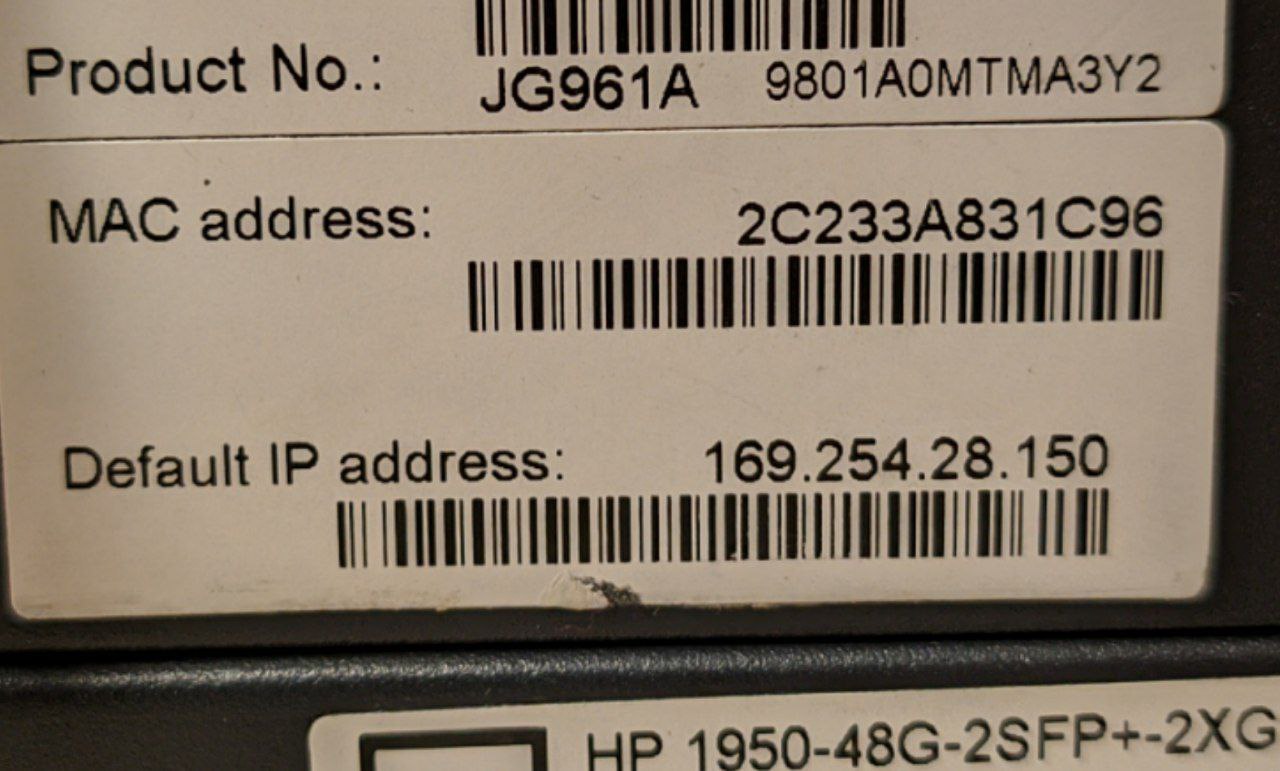 Product No.: JG961A 9801A0MTMA3Y2
MAC address: 2C233A831C96
Default IP address: 169.254.28.150
HP 1950-48G-2SFP+-2XG